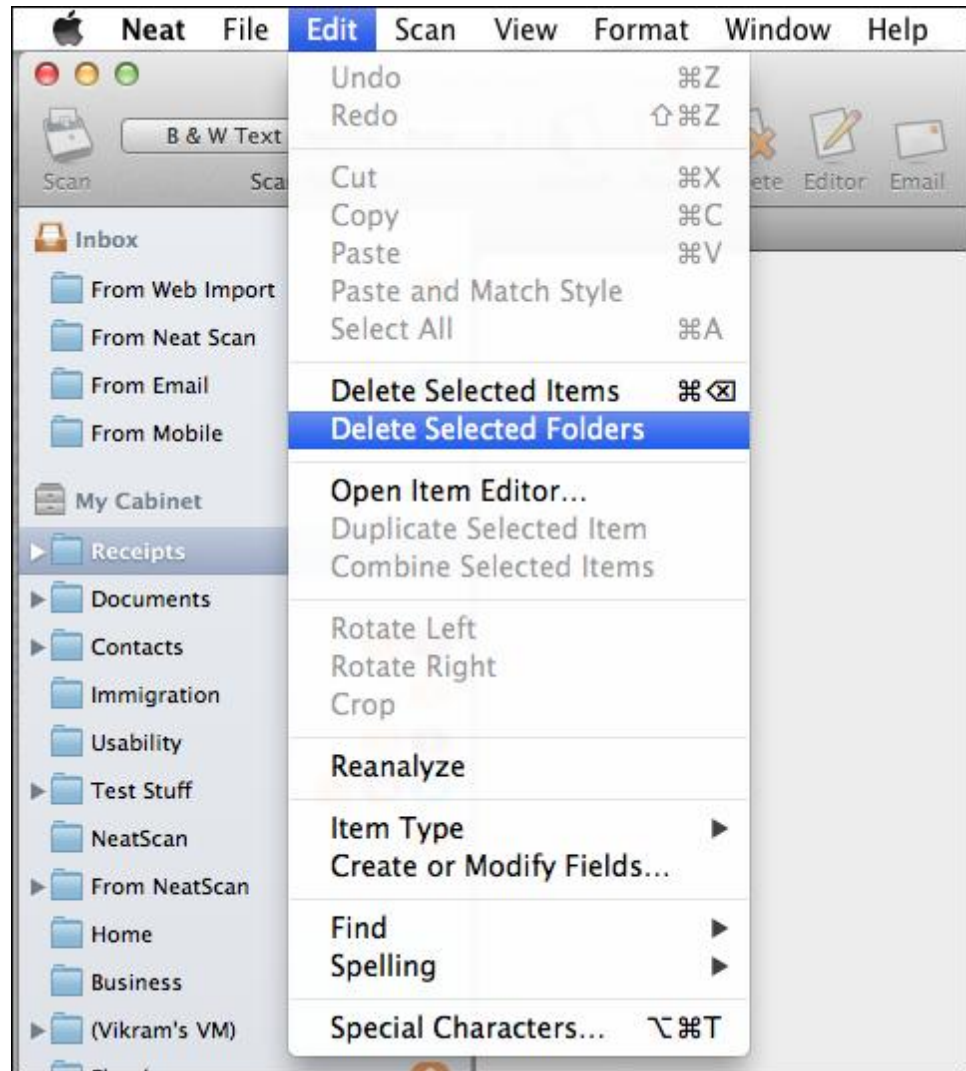 Neat File Edit Scan View Format Window Help
B & W Text
Scan Sca ete Editor Email
Inbox
From Web Import
From Neat Scan
From Email
From Mobile
My Cabinet
Receipts
Documents
Contacts
Immigration
Usability
Test Stuff
NeatScan
From NeatScan
Home
Business
(Vikram's VM)
Undo ⌘Z
Redo ⇧⌘Z
Cut ⌘X
Copy ⌘C
Paste ⌘V
Paste and Match Style
Select All ⌘A
Delete Selected Items ⌘⌫
Delete Selected Folders
Open Item Editor...
Duplicate Selected Item
Combine Selected Items
Rotate Left
Rotate Right
Crop
Reanalyze
Item Type
Create or Modify Fields...
Find
Spelling
Special Characters... ⌥⌘T